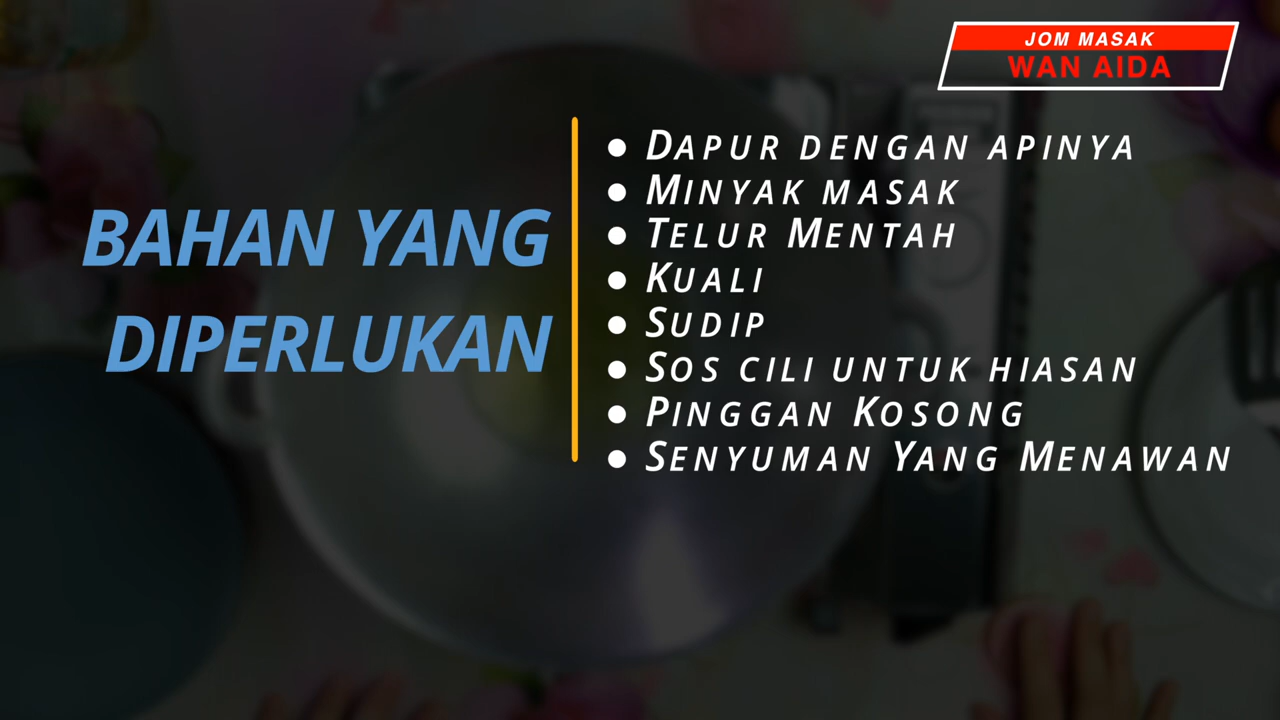 JOM MASAK
WAN AIDA
BAHAN YANG
DIPERLUKAN
● DAPUR DENGAN APINYA
● MINYAK MASAK
● TELUR MENTAH
● KUALI
● SUDIP
● SOS CILI UNTUK HIASAN
● PINGGAN KOSONG
● SENYUMAN YANG MENAWAN